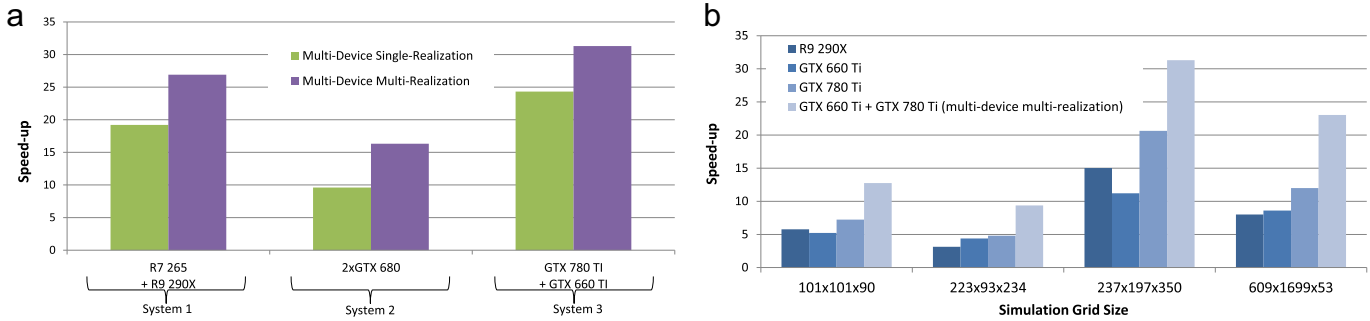 a
35
30
25
20
15
10
5
0
Speed-up
Multi-Device Single-Realization
Multi-Device Multi-Realization
R7 265
+ R9 290X
2xGTX 680
GTX 780 TI
+ GTX 660 TI
System 1
System 2
System 3
b
35
30
25
20
15
10
5
0
Speed-up
R9 290X
GTX 660 Ti
GTX 780 Ti
GTX 660 Ti + GTX 780 Ti (multi-device multi-realization)
101x101x90
223x93x234
237x197x350
609x1699x53
Simulation Grid Size